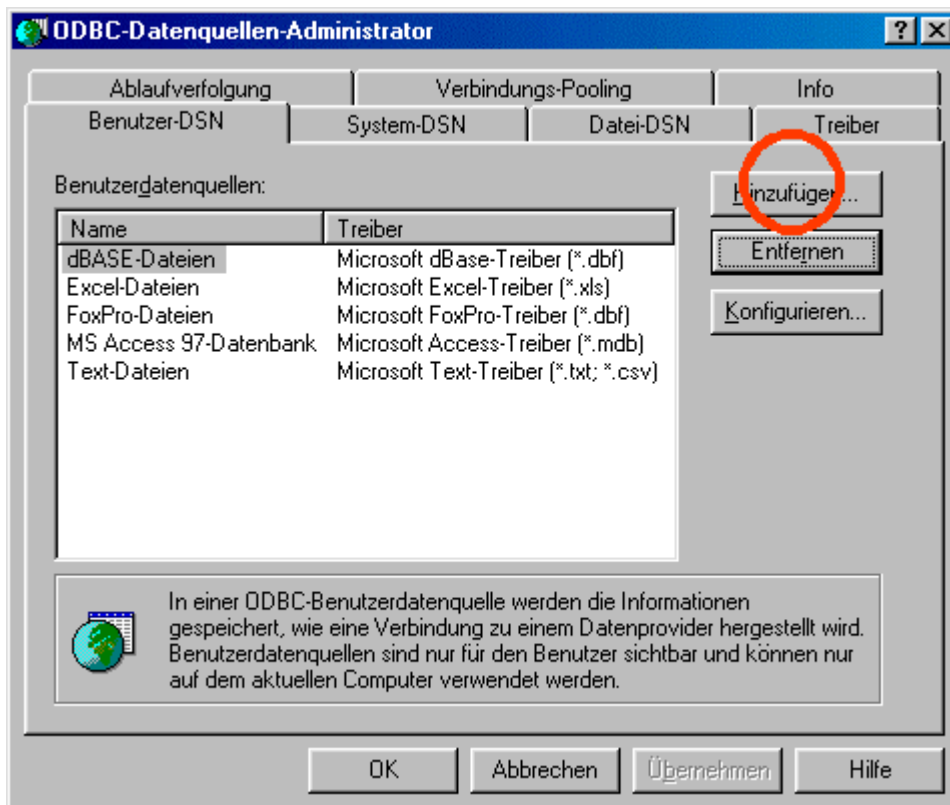 ODBC-Datenquellen-Administrator
Ablaufverfolgung Verbindungs-Pooling Info
Benutzer-DSN System-DSN Datei-DSN Treiber
Benutzerdatenquellen:
Hinzufügen...
Name Treiber
dBASE-Dateien Microsoft dBase-Treiber (*.dbf)
Entfernen
Excel-Dateien Microsoft Excel-Treiber (*.xls)
FoxPro-Dateien Microsoft FoxPro-Treiber (*.dbf)
Konfigurieren...
MS Access 97-Datenbank Microsoft Access-Treiber (*.mdb)
Text-Dateien Microsoft Text-Treiber (*.txt; *.csv)
In einer ODBC-Benutzerdatenquelle werden die Informationen
gespeichert, wie eine Verbindung zu einem Datenprovider hergestellt wird.
Benutzerdatenquellen sind nur für den Benutzer sichtbar und können nur
auf dem aktuellen Computer verwendet werden.
OK Abbrechen Übernehmen Hilfe